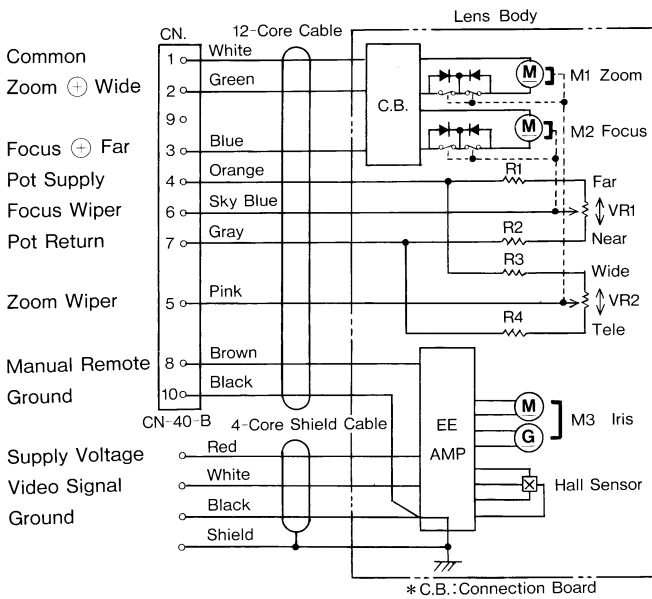 Lens Body
CN. 12-Core Cable
Common 1 White
Zoom ⊕ Wide 2 Green
9
Focus ⊕ Far 3 Blue
Pot Supply 4 Orange
Focus Wiper 6 Sky Blue
Pot Return 7 Gray
Zoom Wiper 5 Pink
Manual Remote 8 Brown
Ground 10 Black
CN-40-B 4-Core Shield Cable
Supply Voltage Red
Video Signal White
Ground Black
Shield
C.B.
M M1 Zoom
M M2 Focus
R1 Far
VR1
R2 Near
R3 Wide
VR2
R4 Tele
EE
AMP
M
G
M3 Iris
Hall Sensor
*C.B.:Connection Board